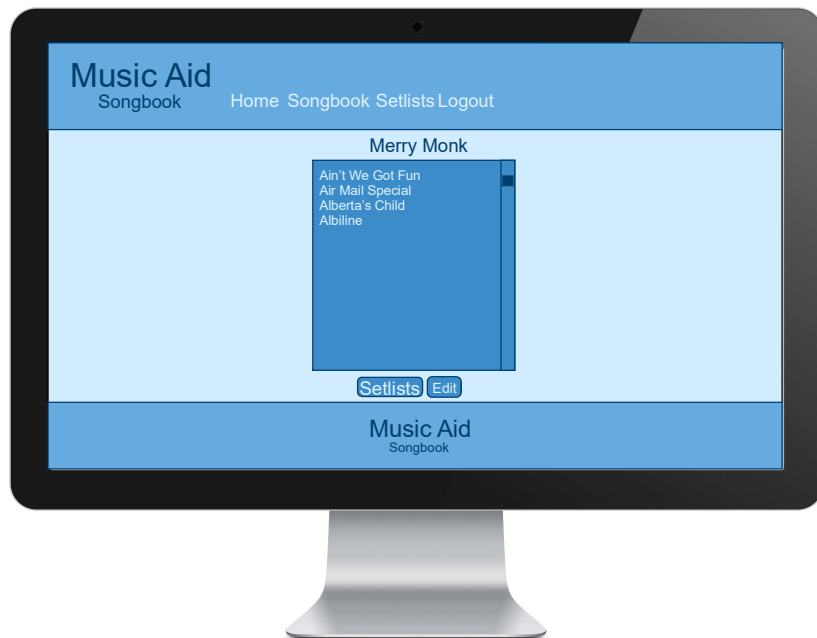 Music Aid
Songbook
Home Songbook Setlists Logout
Merry Monk
Ain't We Got Fun
Air Mail Special
Alberta's Child
Albiline
Setlists Edit
Music Aid
Songbook